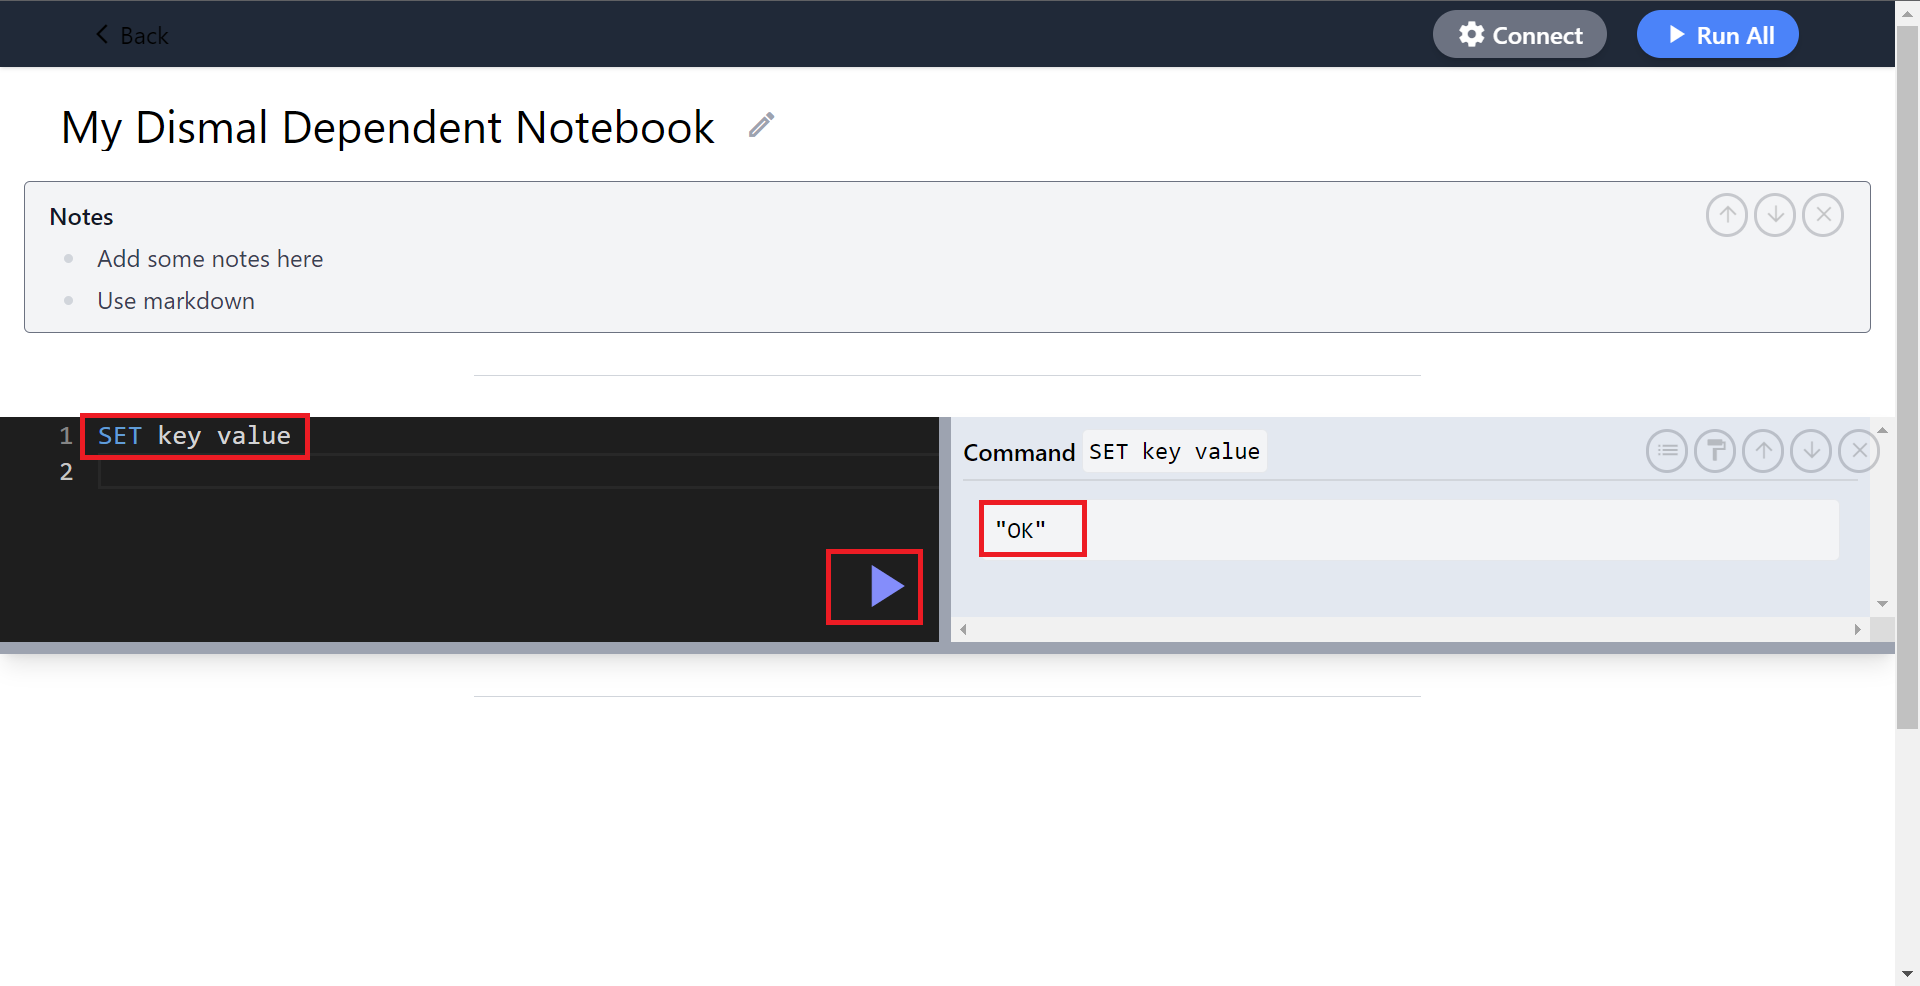 Back
Connect
Run All
My Dismal Dependent Notebook
Notes
Add some notes here
Use markdown
1 SET key value
2
Command SET key value
"OK"